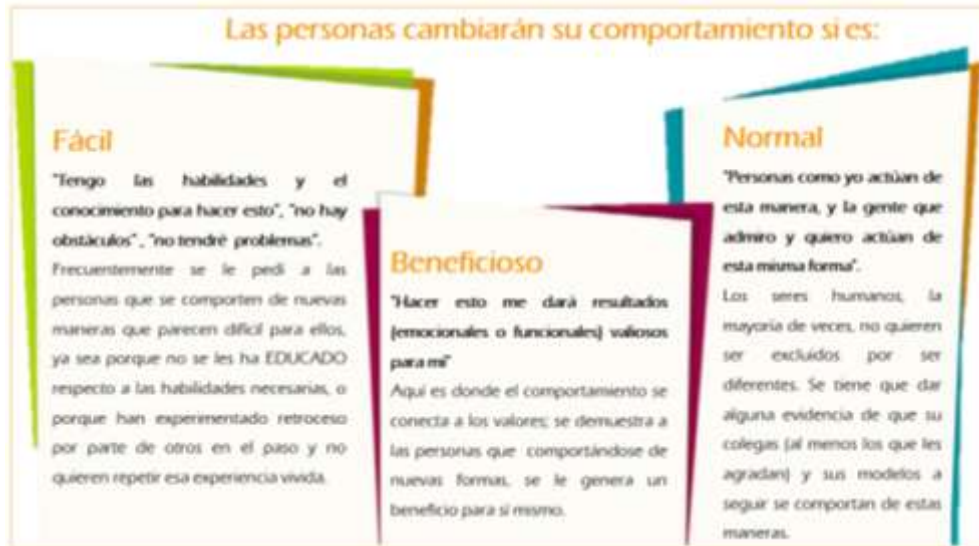 Las personas cambiarán su comportamiento si es:
Fácil
"Tengo las habilidades y el
conocimiento para hacer esto", "no hay
obstáculos" , "no tendré problemas".
Frecuentemente se le pedi a las
personas que se comporten de nuevas
maneras que parecen difícil para ellos,
ya sea porque no se les ha EDUCADO
respecto a las habilidades necesarias, o
porque han experimentado retroceso
por parte de otros en el paso y no
quieren repetir esa experiencia vivida.
Beneficioso
"Hacer esto me dará resultados
(emocionales o funcionales) valiosos
para mí"
Aquí es donde el comportamiento se
conecta a los valores; se demuestra a
las personas que comportándose de
nuevas formas, se le genera un
beneficio para sí mismo.
Normal
"Personas como yo actúan de
esta manera, y la gente que
admiro y quiero actúan de
esta misma forma".
Los seres humanos, la
mayoría de veces, no quieren
ser excluidos por ser
diferentes. Se tiene que dar
alguna evidencia de que su
colegas (al menos los que les
agradan) y sus modelos a
seguir se comportan de estas
maneras.